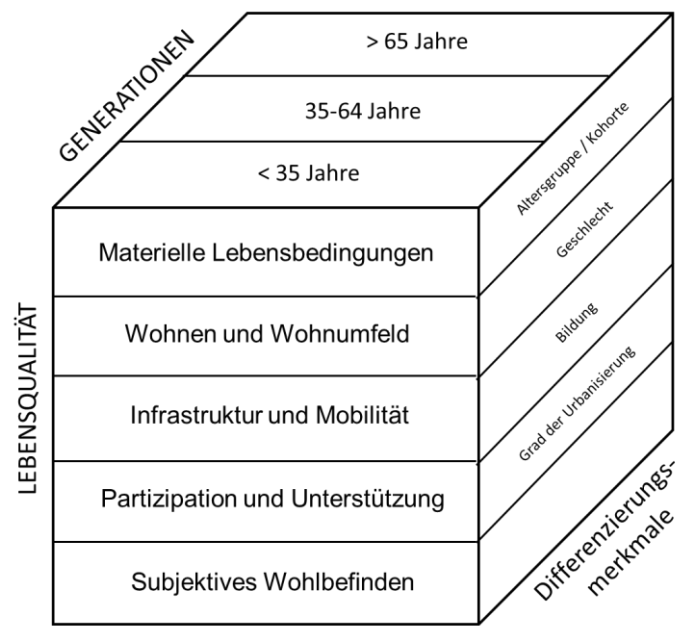 GENERATIONEN
> 65 Jahre
35-64 Jahre
< 35 Jahre
LEBENSQUALITÄT
Materielle Lebensbedingungen
Wohnen und Wohnumfeld
Infrastruktur und Mobilität
Partizipation und Unterstützung
Subjektives Wohlbefinden
Altersgruppe / Kohorte
Geschlecht
Bildung
Grad der Urbanisierung
Differenzierungs-
merkmale